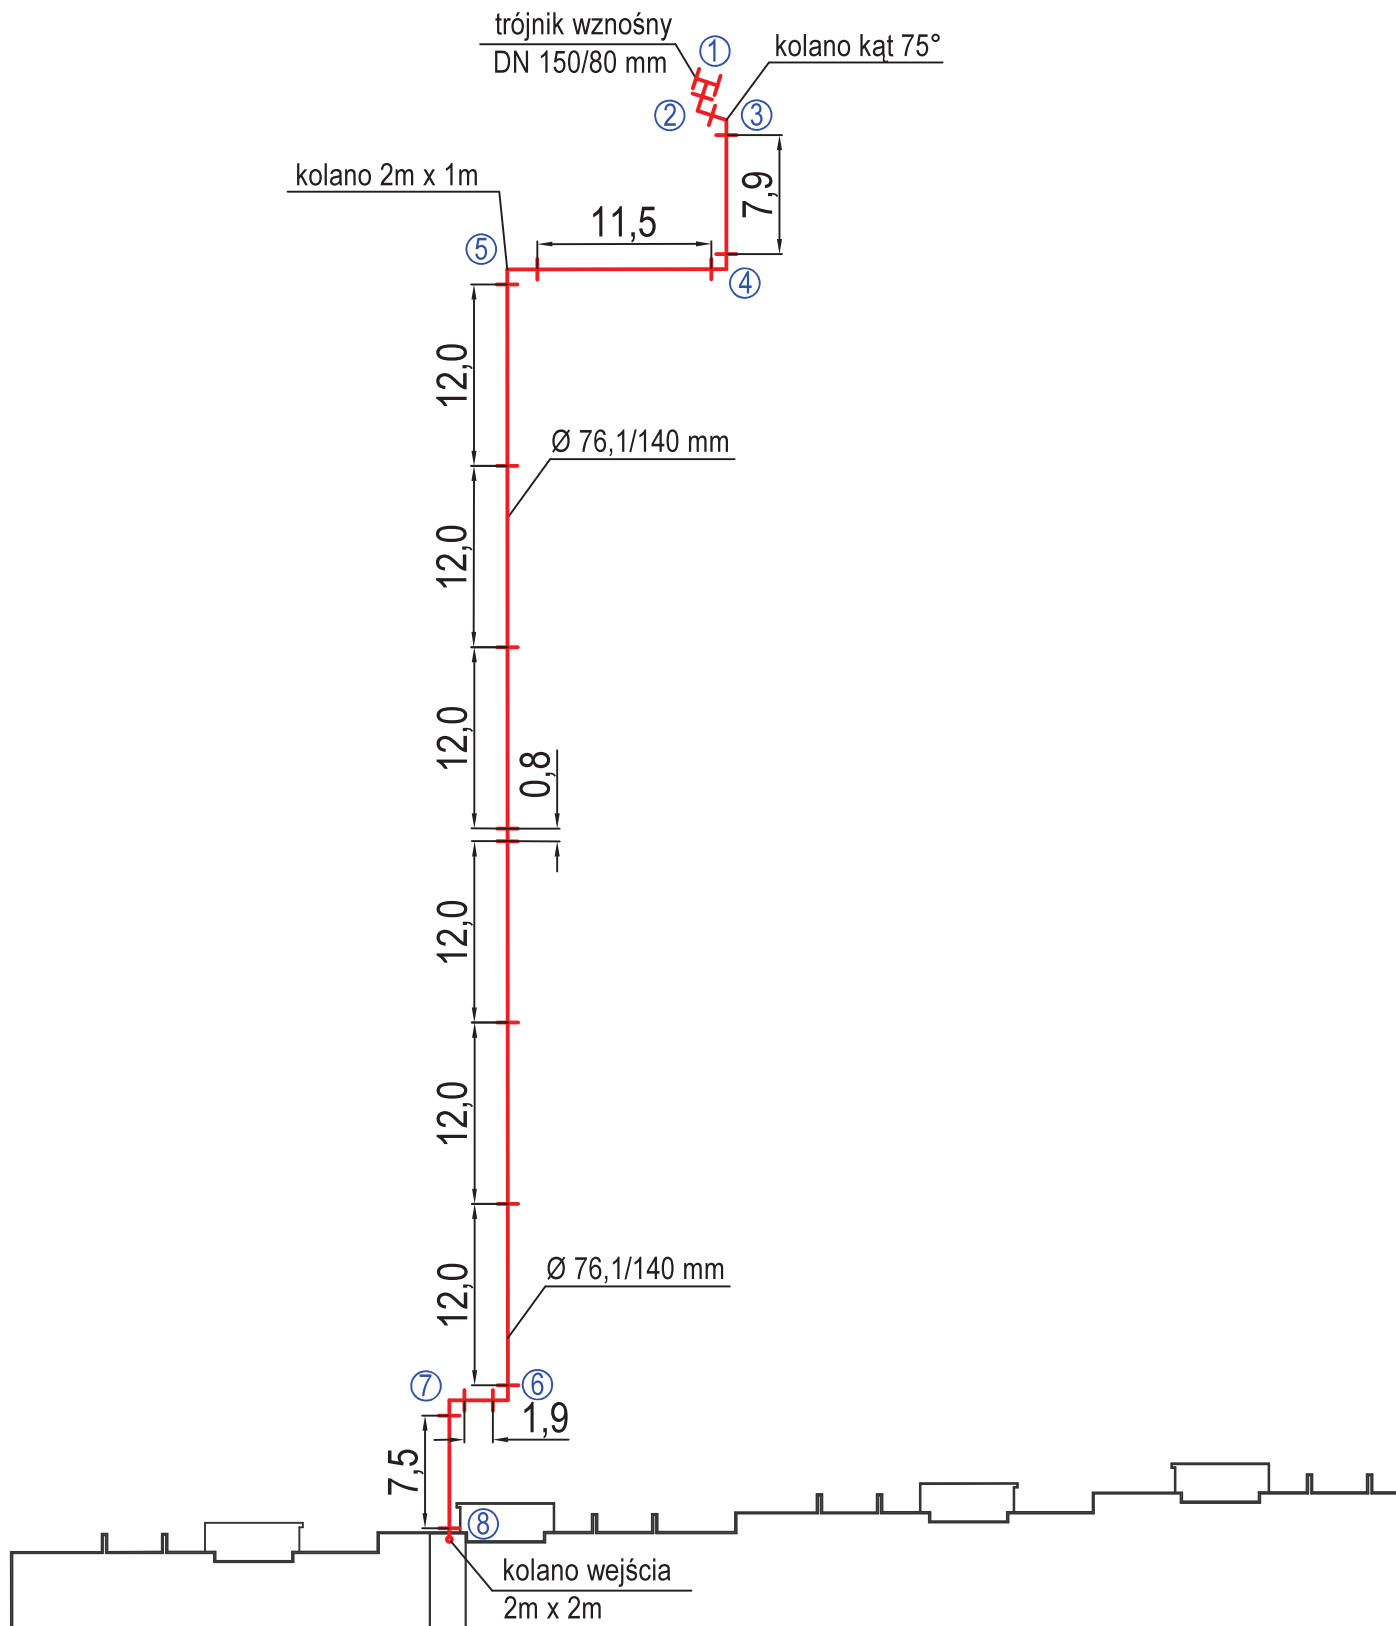 trójnik wznośny
DN 150/80 mm
1
kolano kąt 75°
2
3
7,9
kolano 2m x 1m
11,5
5
4
12,0
Ø 76,1/140 mm
12,0
12,0
0,8
12,0
12,0
Ø 76,1/140 mm
12,0
7
6
1,9
7,5
8
kolano wejścia
2m x 2m